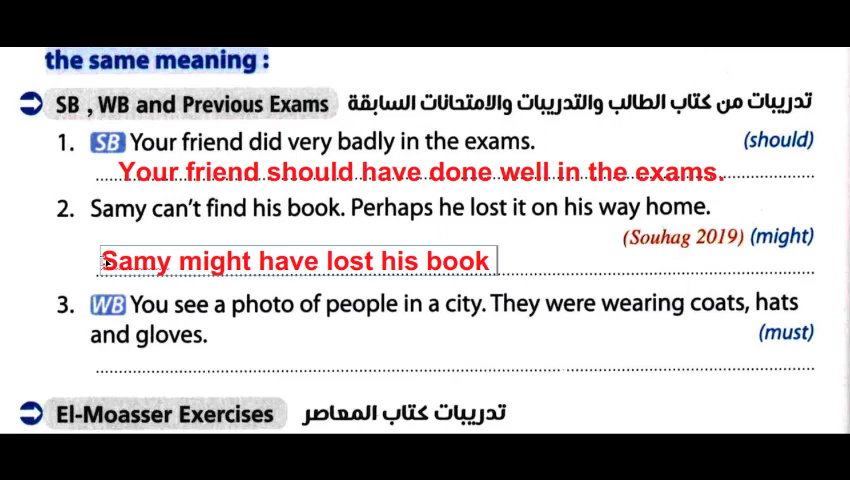 the same meaning :
SB , WB and Previous Exams تدريبات من كتاب الطالب والتدريبات والامتحانات السابقة
1. SB Your friend did very badly in the exams. (should)
Your friend should have done well in the exams.
2. Samy can't find his book. Perhaps he lost it on his way home.
(Souhag 2019) (might)
Samy might have lost his book
3. WB You see a photo of people in a city. They were wearing coats, hats
and gloves. (must)
El-Moasser Exercises تدريبات كتاب المعاصر